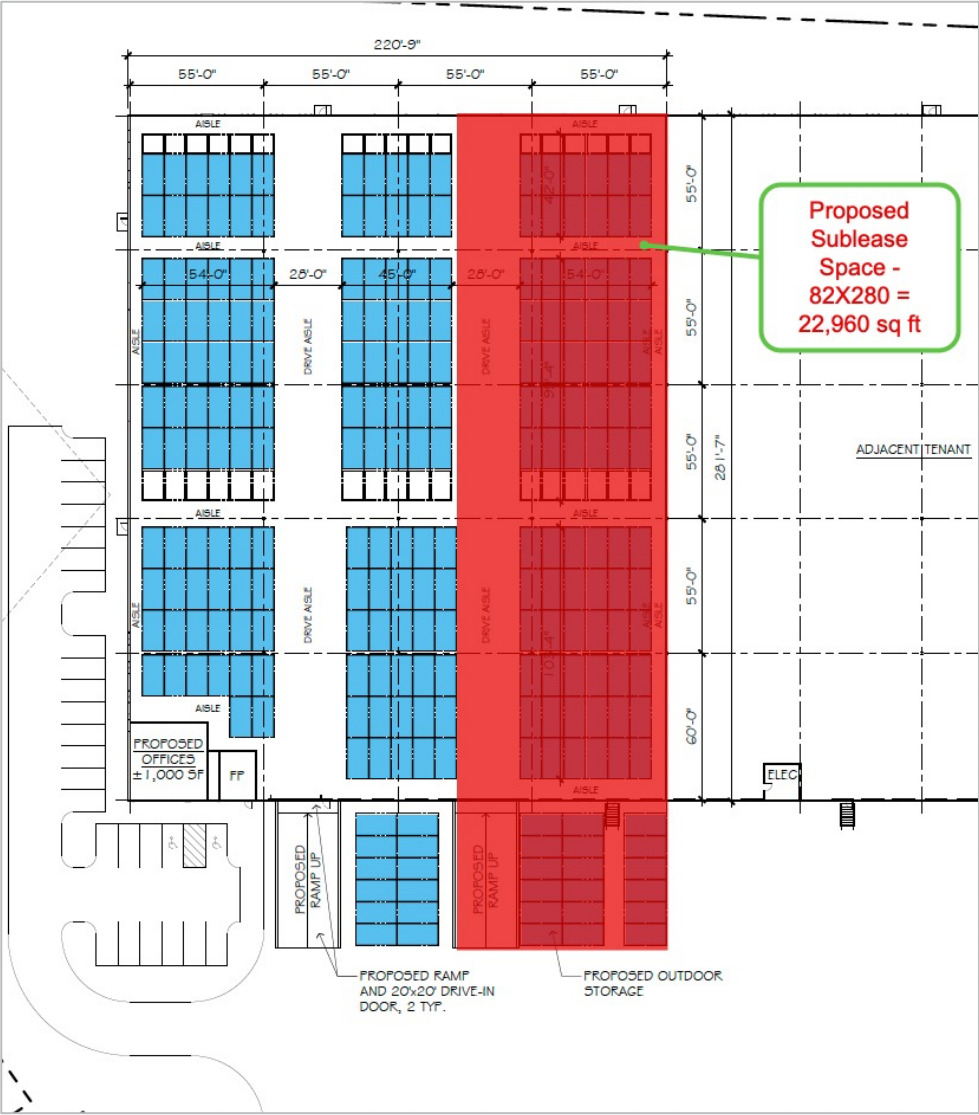 220'-9"
55'-0" 55'-0" 55'-0" 55'-0"
AISLE
AISLE
42'-0"
55'-0"
Proposed
Sublease
Space -
82X280 =
22,960 sq ft
AISLE
AISLE
54'-0" 28'-0" 45'-0" 28'-0" 54'-0"
AISLE
DRIVE AISLE
DRIVE AISLE
AISLE
AISLE
55'-0"
55'-0"
281'-7"
ADJACENT TENANT
AISLE
AISLE
DRIVE AISLE
DRIVE AISLE
AISLE
AISLE
55'-0"
AISLE
60'-0"
PROPOSED
OFFICES
± 1,000 SF
FP
ELEC
AISLE
PROPOSED
RAMP UP
PROPOSED
RAMP UP
PROPOSED RAMP
AND 20'x20' DRIVE-IN
DOOR, 2 TYP.
PROPOSED OUTDOOR
STORAGE